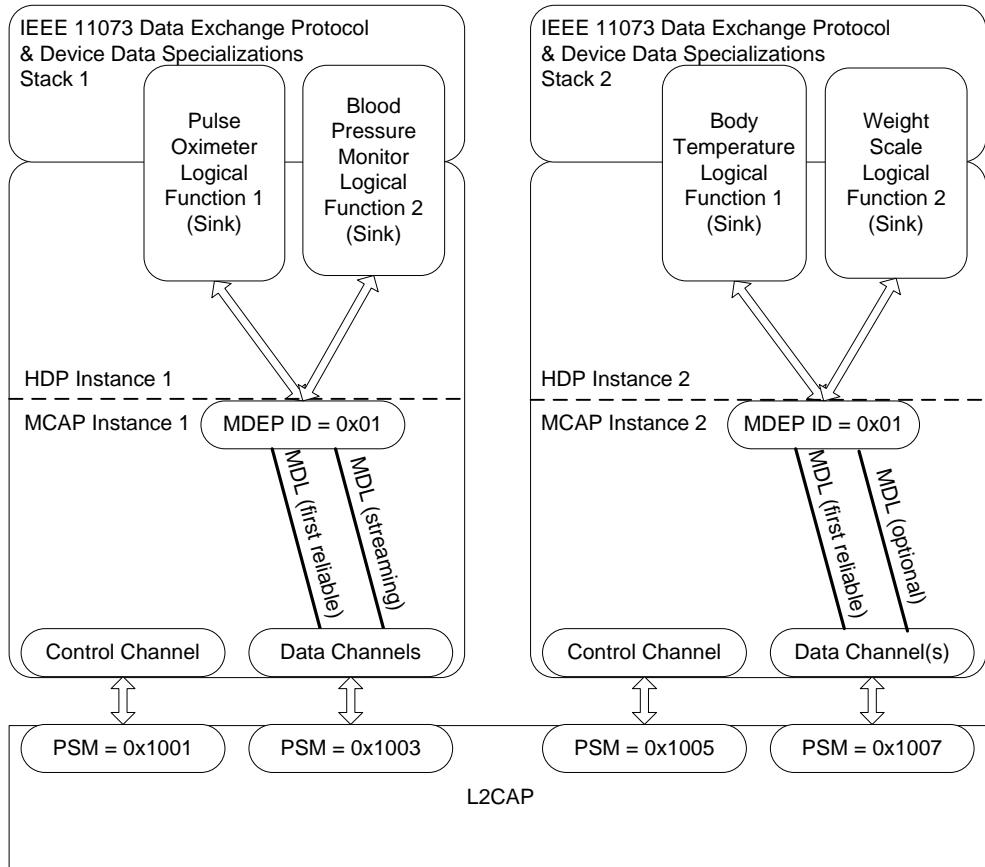 IEEE 11073 Data Exchange Protocol
& Device Data Specializations
Stack 1
Pulse
Oximeter
Logical
Function 1
(Sink)
Blood
Pressure
Monitor
Logical
Function 2
(Sink)
HDP Instance 1
MCAP Instance 1
MDEP ID = 0x01
MDL (first reliable)
MDL (streaming)
Control Channel
Data Channels
IEEE 11073 Data Exchange Protocol
& Device Data Specializations
Stack 2
Body
Temperature
Logical
Function 1
(Sink)
Weight
Scale
Logical
Function 2
(Sink)
HDP Instance 2
MCAP Instance 2
MDEP ID = 0x01
MDL (first reliable)
MDL (optional)
Control Channel
Data Channel(s)
PSM = 0x1001
PSM = 0x1003
PSM = 0x1005
PSM = 0x1007
L2CAP